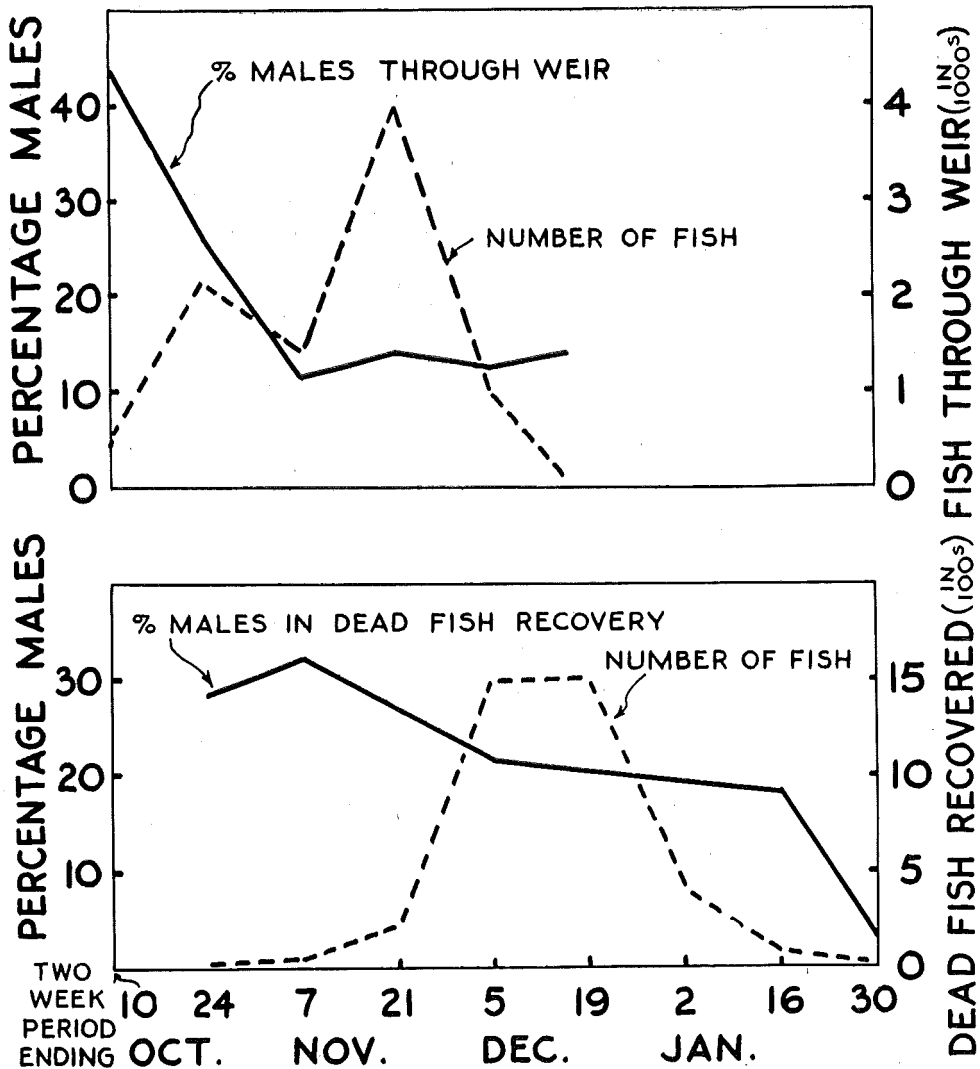 PERCENTAGE MALES
40
30
20
10
0
% MALES THROUGH WEIR
NUMBER OF FISH
4
3
2
1
0
FISH THROUGH WEIR (IN 1000s)
PERCENTAGE MALES
30
20
10
% MALES IN DEAD FISH RECOVERY
NUMBER OF FISH
15
10
5
0
DEAD FISH RECOVERED (IN 100s)
TWO
WEEK
PERIOD
ENDING
10 24 7 21 5 19 2 16 30
OCT. NOV. DEC. JAN.